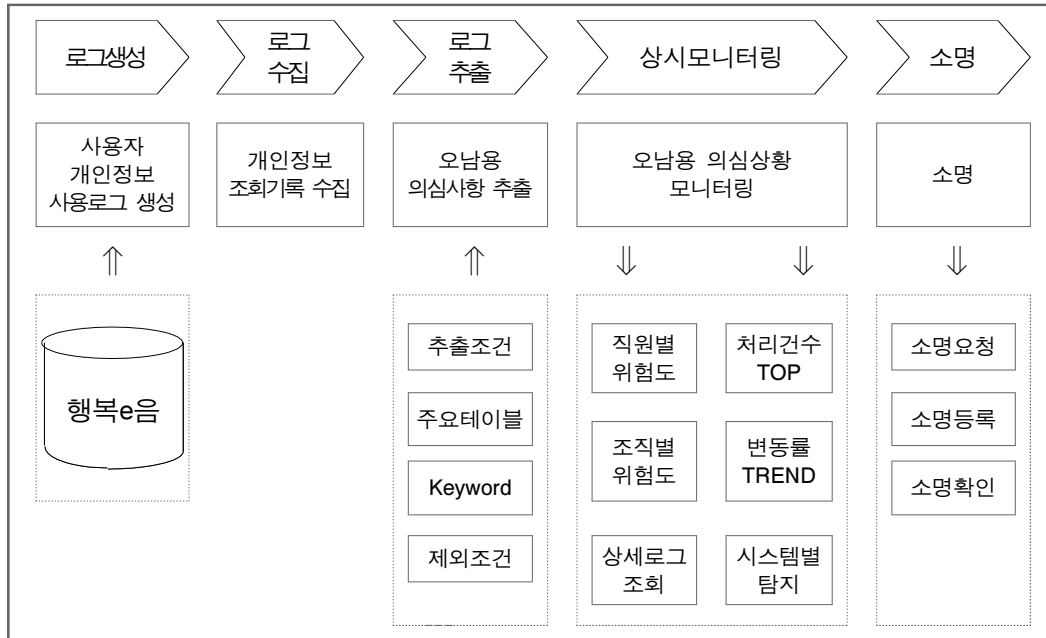 로그생성
로그
수집
로그
추출
상시모니터링
소명
사용자
개인정보
사용로그 생성
개인정보
조회기록 수집
오남용
의심사항 추출
오남용 의심상황
모니터링
소명
⇑
⇑
⇓
⇓
⇓
행복e음
추출조건
주요테이블
Keyword
제외조건
직원별
위험도
처리건수
TOP
조직별
위험도
변동률
TREND
상세로그
조회
시스템별
탐지
소명요청
소명등록
소명확인